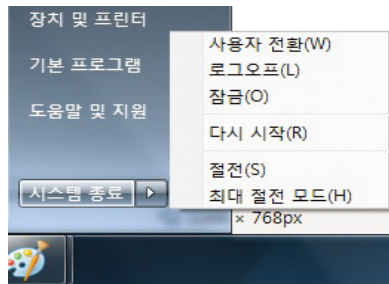 장치 및 프린터
기본 프로그램
도움말 및 지원
시스템 종료
사용자 전환(W)
로그오프(L)
잠금(O)
다시 시작(R)
절전(S)
최대 절전 모드(H)
× 768px